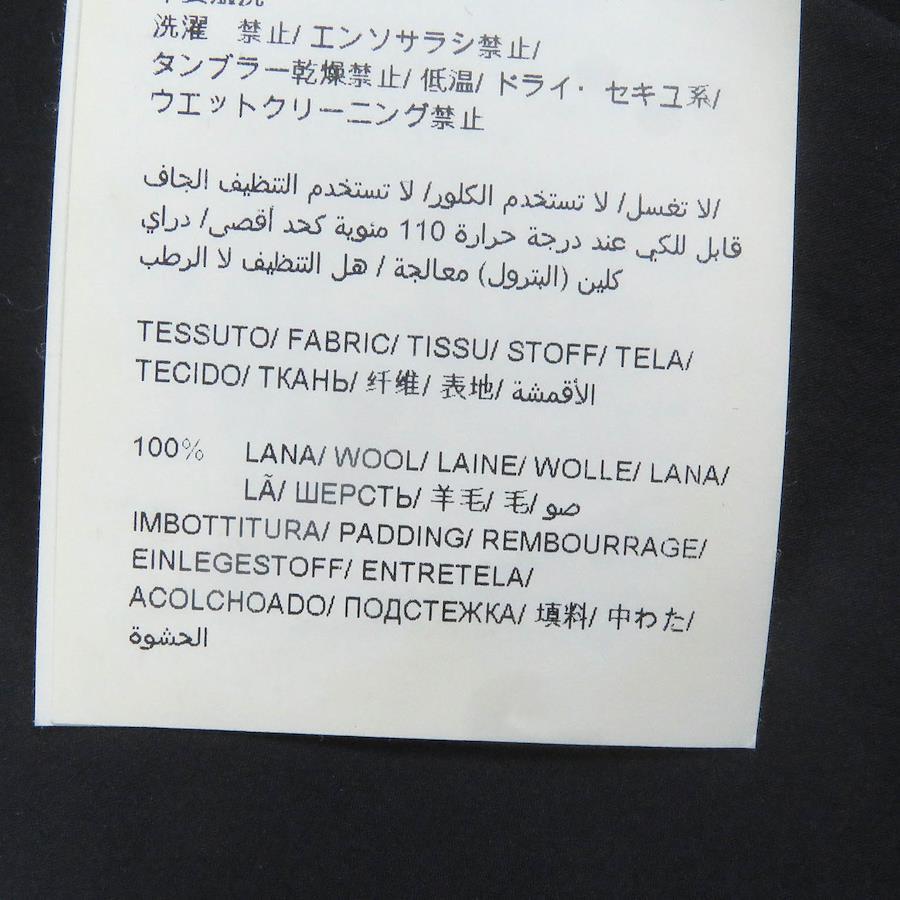 洗濯 禁止/ エンソサラシ禁止/
タンブラー乾燥禁止/ 低温/ ドライ・セキユ系/
ウエットクリーニング禁止
/لا تغسل/ لا تستخدم الكلور/ لا تستخدم التنظيف الجاف
قابل للكي عند درجة حرارة 110 مئوية كحد أقصى/ دراي
كلين (البترول) معالجة / هل التنظيف لا الرطب
TESSUTO/ FABRIC/ TISSU/ STOFF/ TELA/
TECIDO/ ТКАНЬ/ 纤维/ 表地/ الأقمشة
100% LANA/ WOOL/ LAINE/ WOLLE/ LANA/
LÃ/ ШЕРСТЬ/ 羊毛/ 毛/ صو
IMBOTTITURA/ PADDING/ REMBOURRAGE/
EINLEGESTOFF/ ENTRETELA/
ACOLCHOADO/ ПОДСТЕЖКА/ 填料/ 中わた/
الحشوة